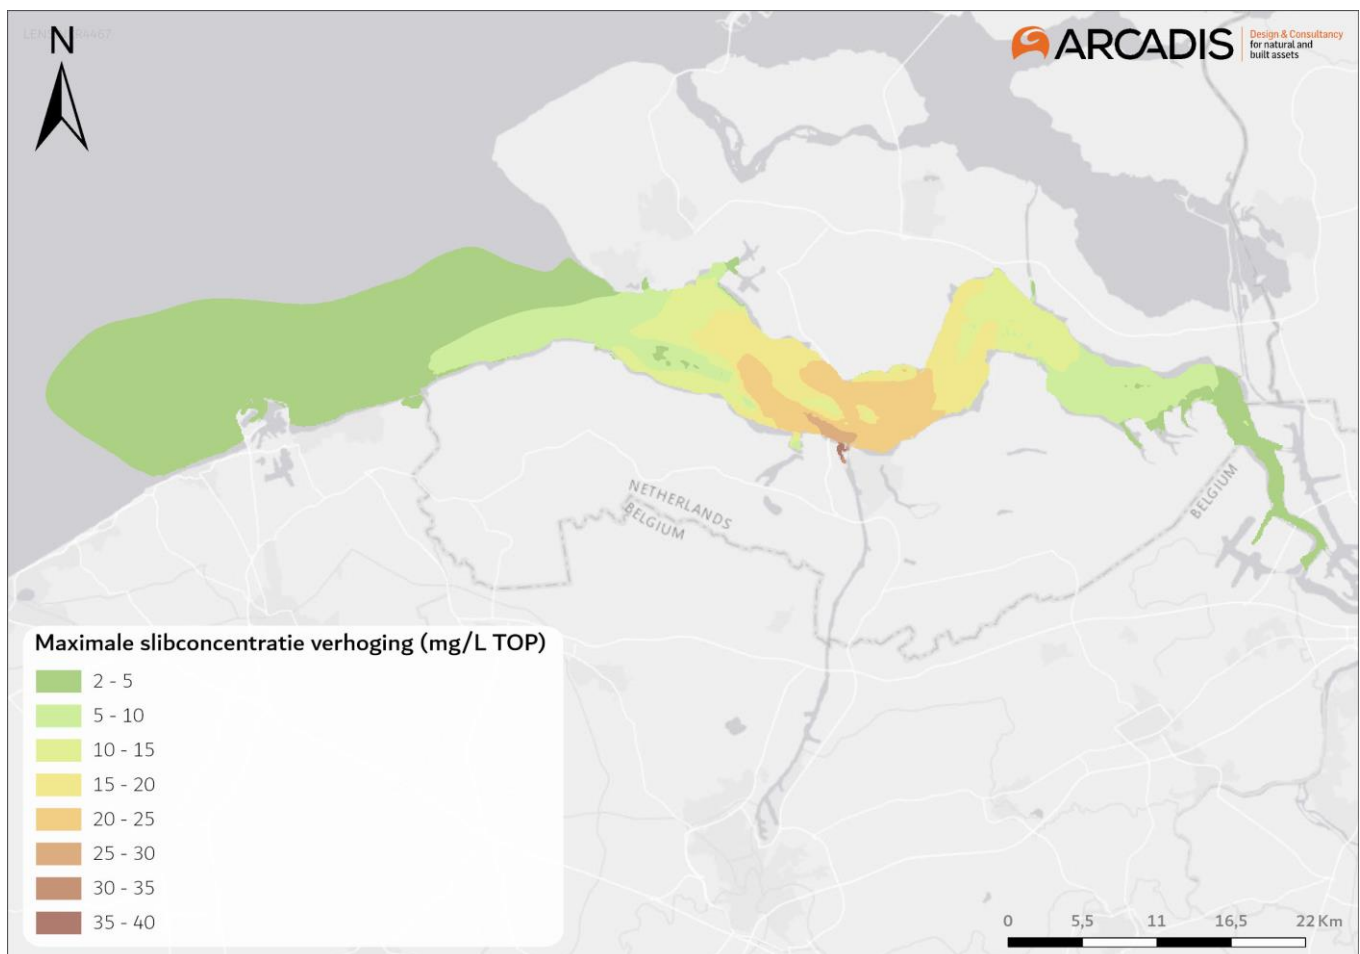 N
ARCADIS
Design & Consultancy
for natural and
built assets
NETHERLANDS
BELGIUM
BELGIUM
Maximale slibconcentratie verhoging (mg/L TOP)
2 - 5
5 - 10
10 - 15
15 - 20
20 - 25
25 - 30
30 - 35
35 - 40
0 5,5 11 16,5 22 Km